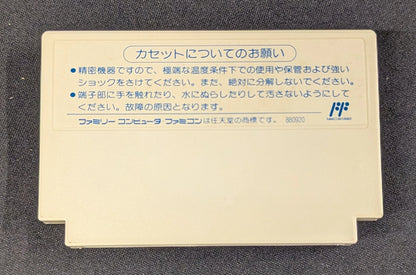 カセットについてのお願い
●精密機器ですので、極端な温度条件下での使用や保管および強い
ショックをさけてください。また、絶対に分解しないでください。
●端子部に手を触れたり、水にぬらしたりして汚さないようにして
ください。故障の原因となります。
ファミリー コンピュータ・ファミコンは任天堂の商標です。 880920